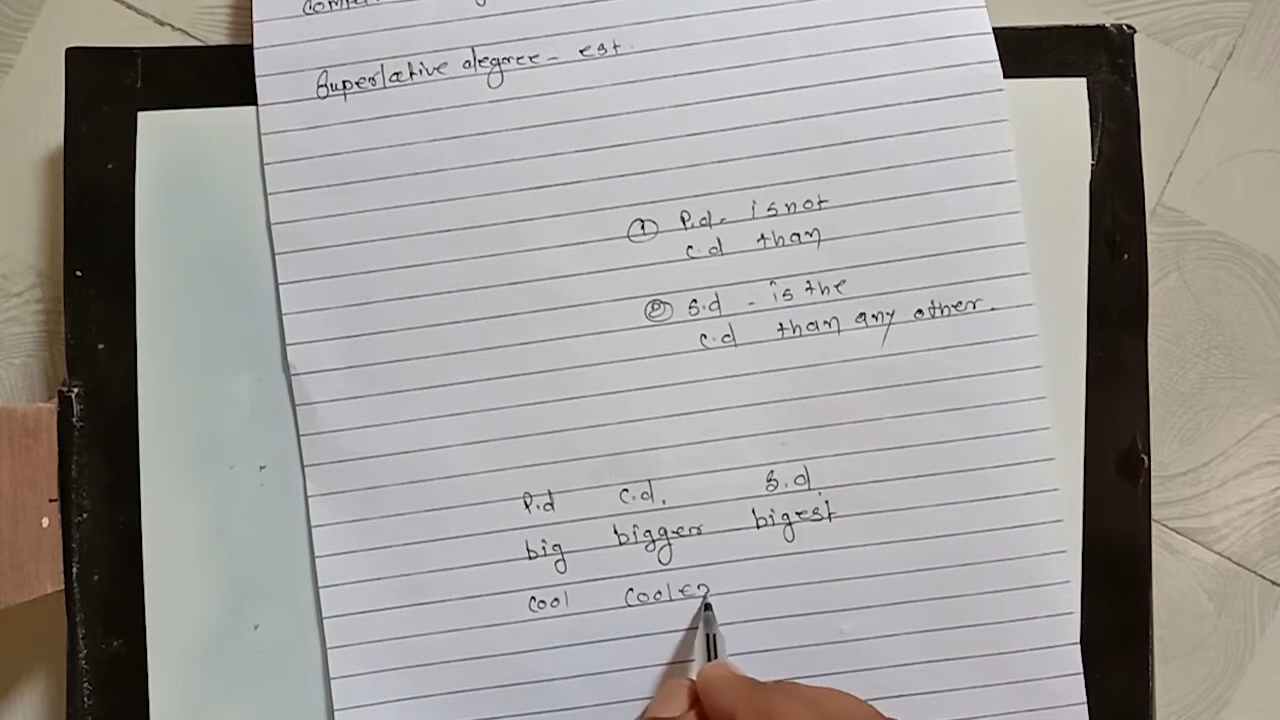 Superlative degree - est.
① P.d - is not
c.d than
② S.d - is the
c.d than any other.
P.d c.d. S.d
big bigger bigest
cool cooler